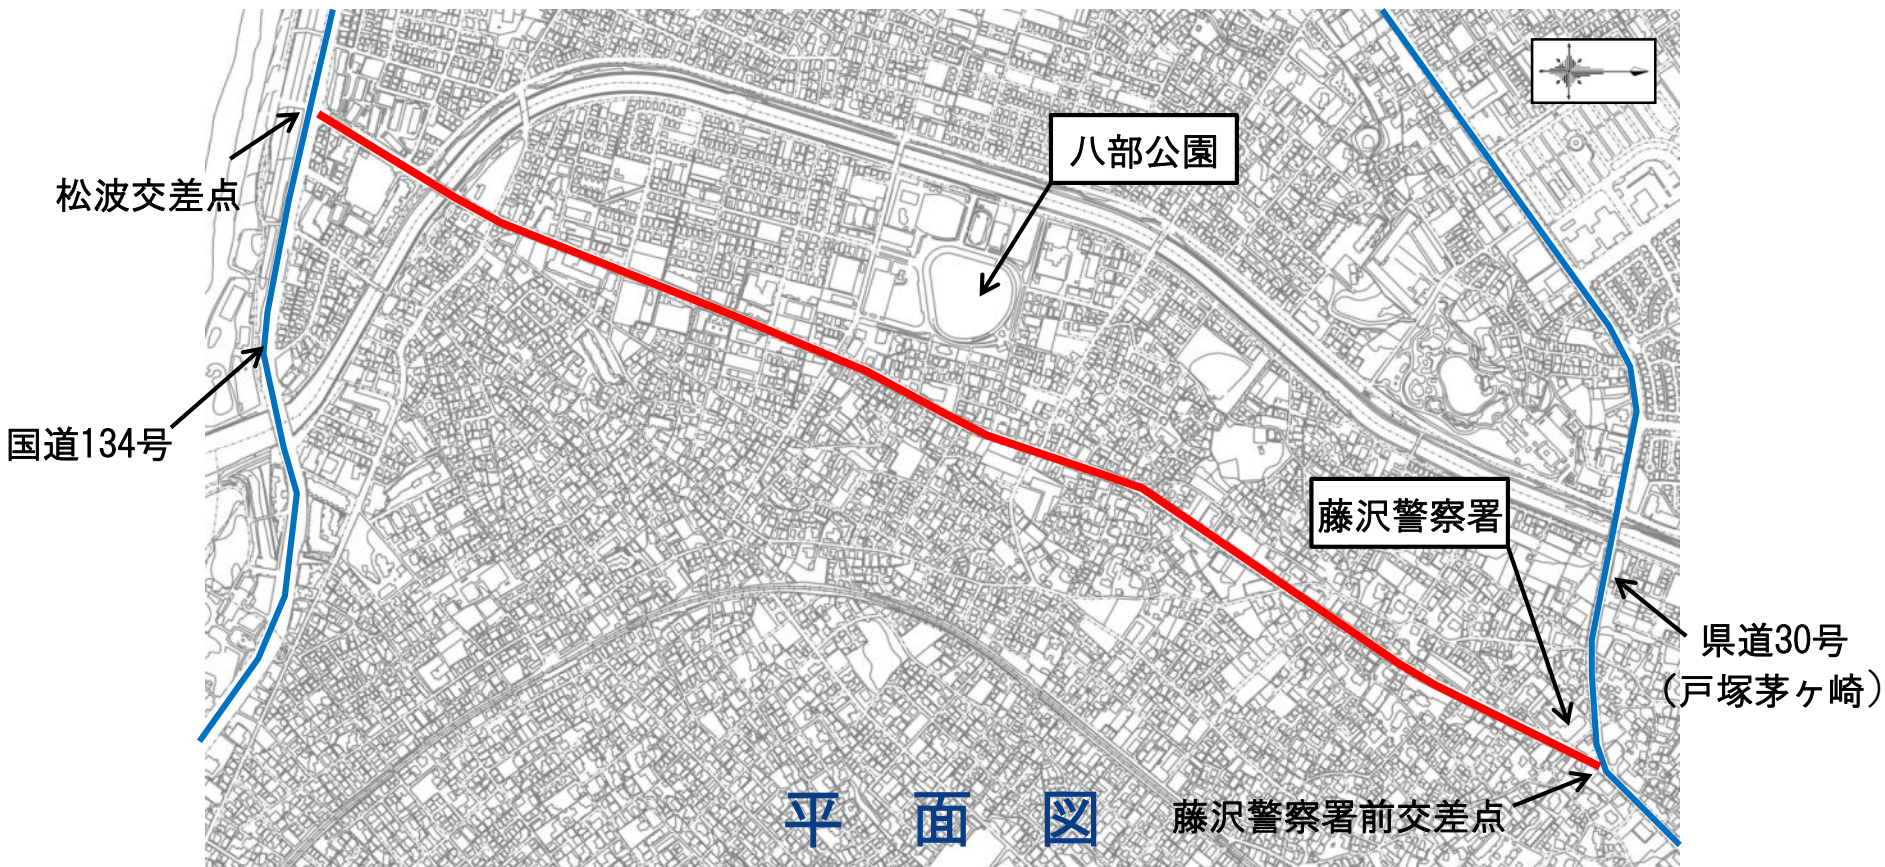 八部公園
松波交差点
国道134号
藤沢警察署
県道30号
（戸塚茅ヶ崎）
平面図
藤沢警察署前交差点